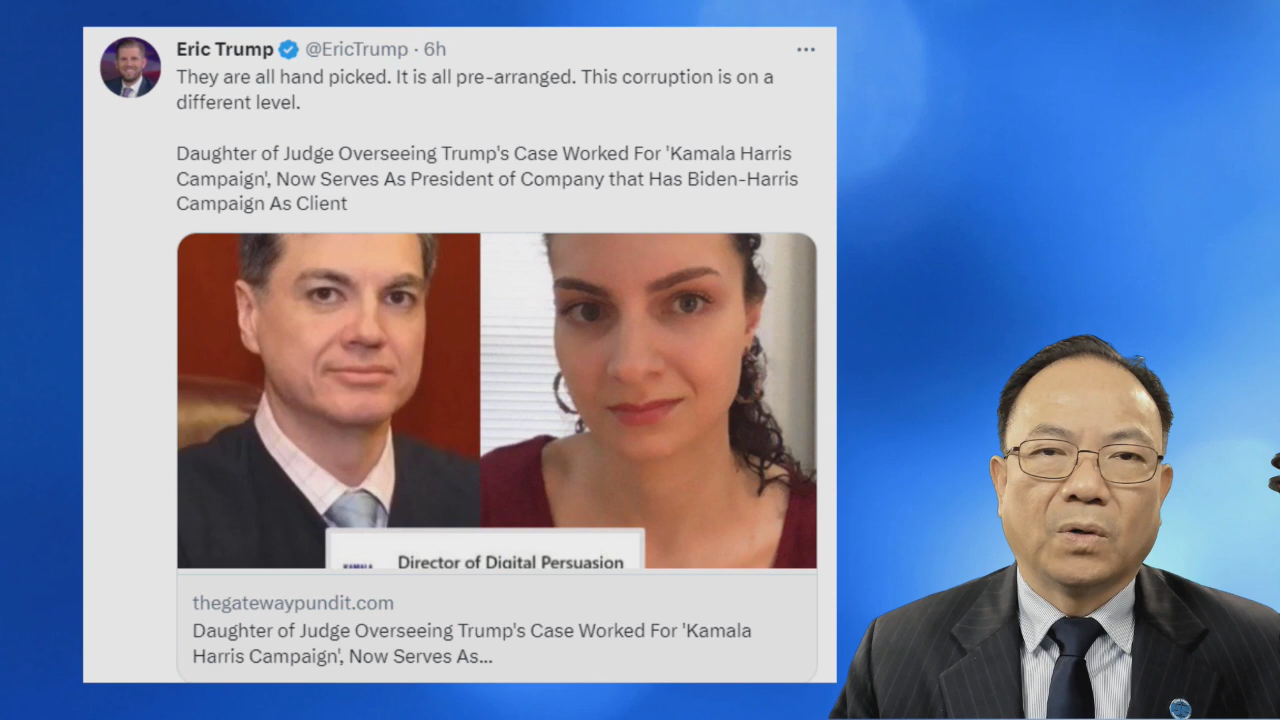 Eric Trump @EricTrump · 6h
They are all hand picked. It is all pre-arranged. This corruption is on a
different level.
Daughter of Judge Overseeing Trump's Case Worked For 'Kamala Harris
Campaign', Now Serves As President of Company that Has Biden-Harris
Campaign As Client
KAMALA
Director of Digital Persuasion
thegatewaypundit.com
Daughter of Judge Overseeing Trump's Case Worked For 'Kamala
Harris Campaign', Now Serves As...